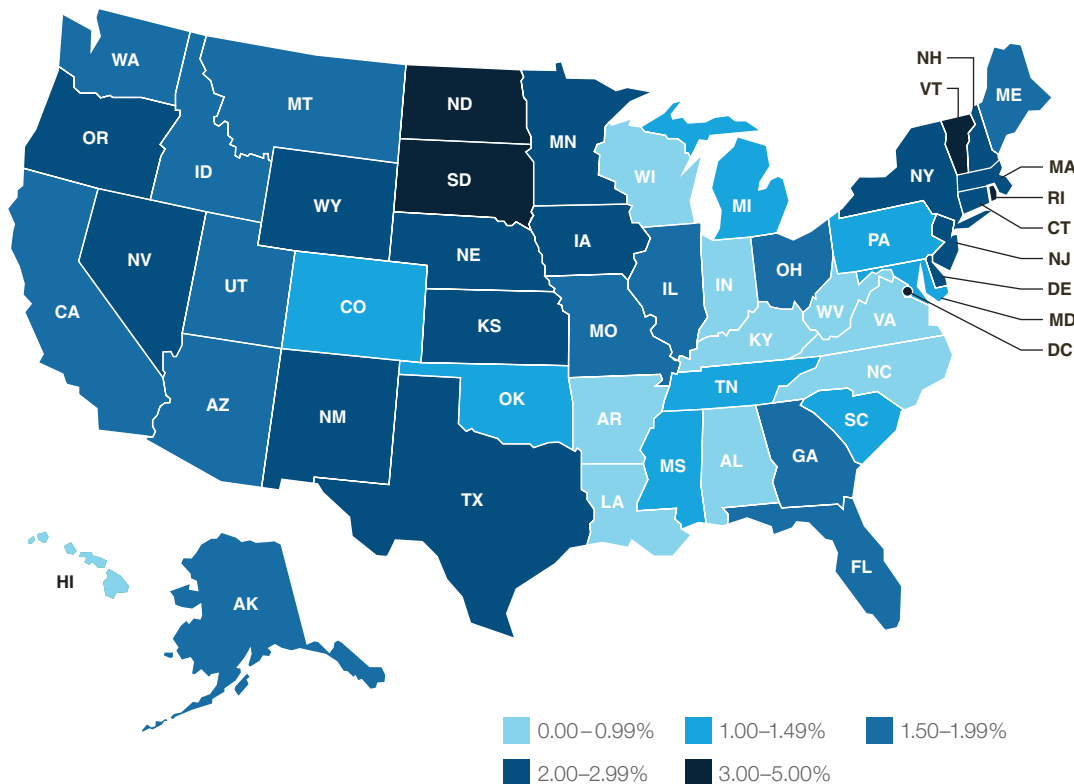 NH
WA
VT
ME
MT
ND
MN
OR
MA
ID
NY
WI
SD
RI
MI
WY
CT
PA
IA
NE
NJ
NV
OH
UT
IL
IN
DE
CO
CA
WV
MD
KS
VA
MO
KY
DC
NC
TN
OK
AZ
NM
AR
SC
GA
AL
MS
TX
LA
FL
HI
AK
0.00–0.99%
1.00–1.49%
1.50–1.99%
2.00–2.99%
3.00–5.00%